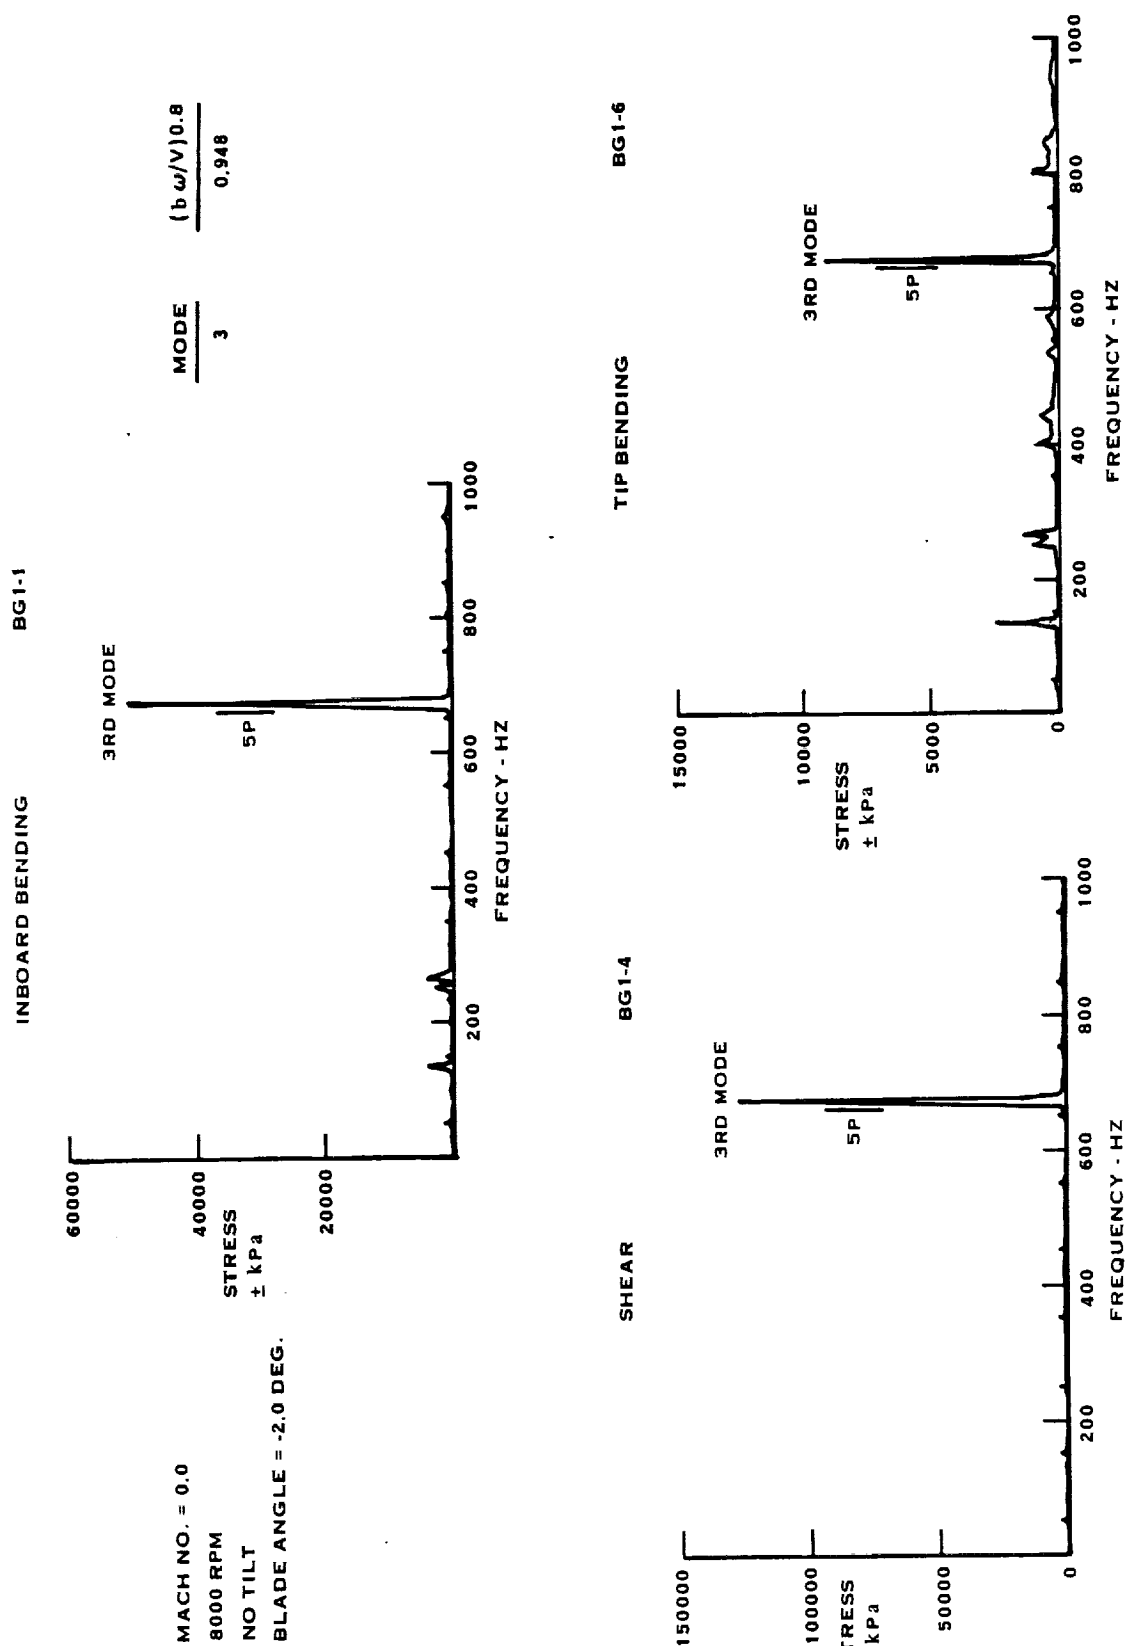 INBOARD BENDING BG1-1
MACH NO. = 0.0
8000 RPM
NO TILT
BLADE ANGLE = -2.0 DEG.
STRESS
± kPa
60000
40000
20000
3RD MODE
5P
200 400 600 800 1000
FREQUENCY - HZ
MODE (bω/V)0.8
3 0.948
SHEAR BG1-4
150000
100000
50000
0
TRESS
kPa
3RD MODE
5P
200 400 600 800 1000
FREQUENCY - HZ
TIP BENDING BG1-6
15000
10000
5000
0
STRESS
± kPa
3RD MODE
5P
200 400 600 800 1000
FREQUENCY - HZ